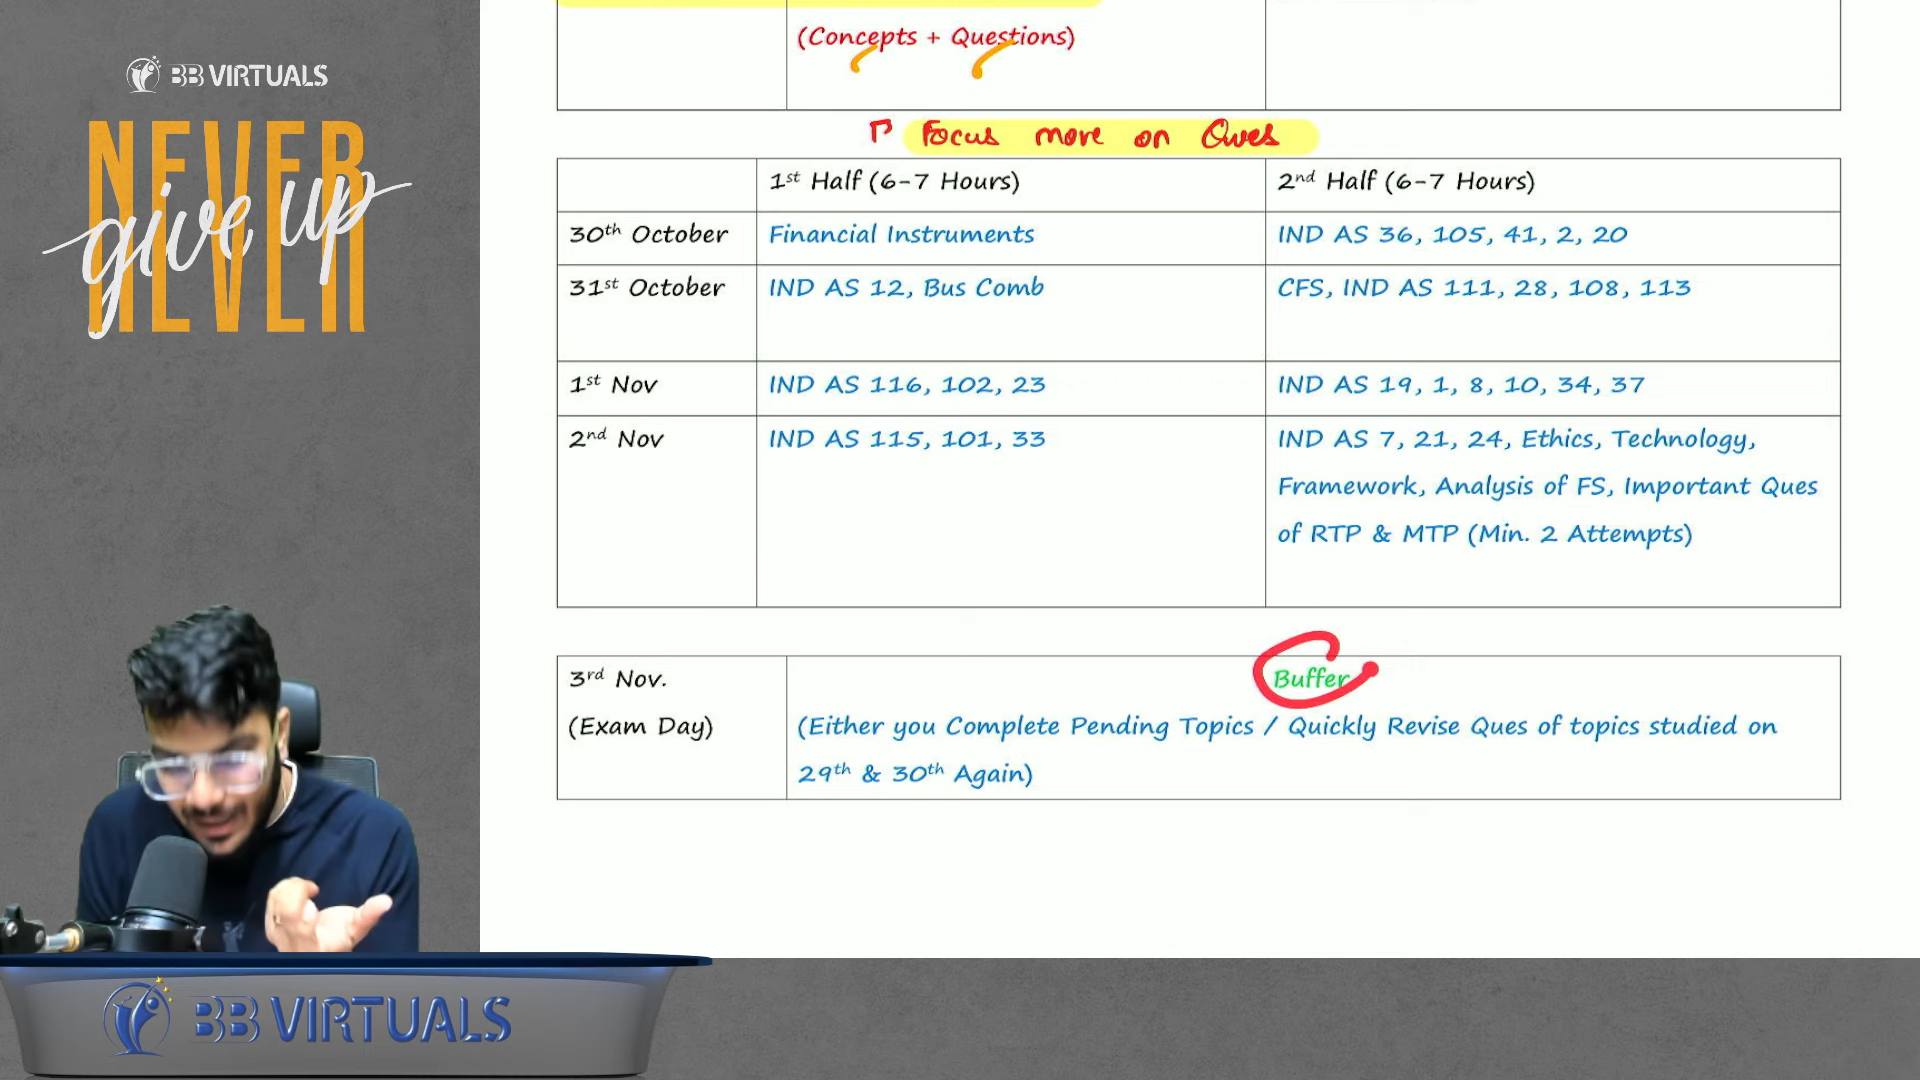 BB VIRTUALS
NEVER
give up
NEVER
(Concepts + Questions)
Focus more on Ques
1st Half (6-7 Hours) 2nd Half (6-7 Hours)
30th October Financial Instruments IND AS 36, 105, 41, 2, 20
31st October IND AS 12, Bus Comb CFS, IND AS 111, 28, 108, 113
1st Nov IND AS 116, 102, 23 IND AS 19, 1, 8, 10, 34, 37
2nd Nov IND AS 115, 101, 33 IND AS 7, 21, 24, Ethics, Technology,
Framework, Analysis of FS, Important Ques
of RTP & MTP (Min. 2 Attempts)
3rd Nov. Buffer
(Exam Day) (Either you Complete Pending Topics / Quickly Revise Ques of topics studied on
29th & 30th Again)
BB VIRTUALS